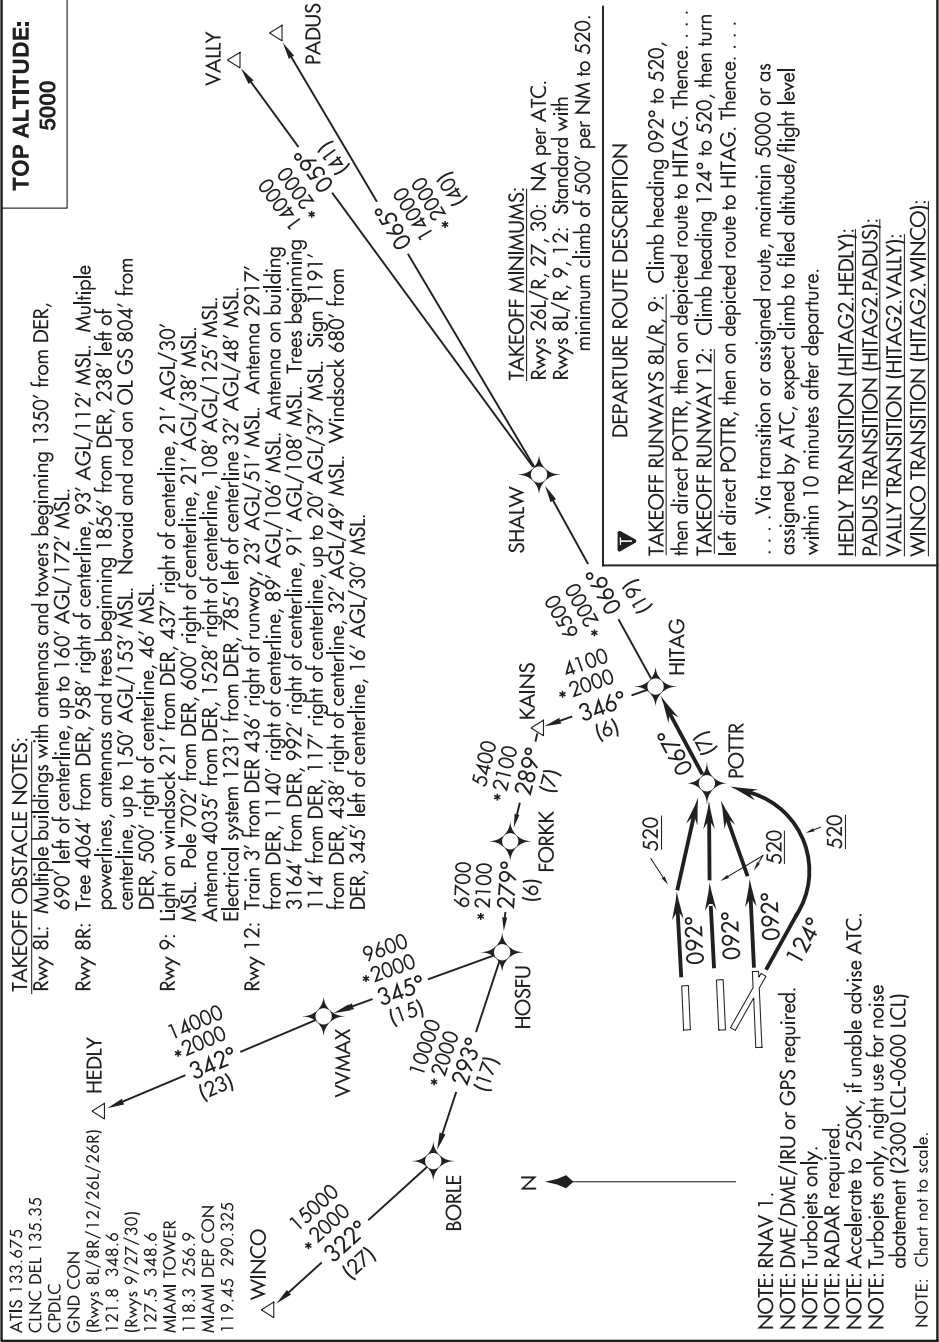 ATIS 133.675
CLNC DEL 135.35
CPDLC
GND CON
(Rwys 8L/8R/12/26L/26R)
121.8 348.6
(Rwys 9/27/30)
127.5 348.6
MIAMI TOWER
118.3 256.9
MIAMI DEP CON
119.45 290.325
TOP ALTITUDE:
5000
TAKEOFF OBSTACLE NOTES:
Rwy 8L: Multiple buildings with antennas and towers beginning 1350' from DER,
690' left of centerline, up to 160' AGL/172' MSL.
Rwy 8R: Tree 4064' from DER, 958' right of centerline, 93' AGL/112' MSL. Multiple
powerlines, antennas and trees beginning 1856' from DER, 238' left of
centerline, up to 150' AGL/153' MSL. Navaid and rod on OL GS 804' from
DER, 500' right of centerline, 46' MSL.
Rwy 9: Light on windsock 21' from DER, 437' right of centerline, 21' AGL/30'
MSL. Pole 702' from DER, 600' right of centerline, 21' AGL/38' MSL.
Antenna 4035' from DER, 1528' right of centerline, 108' AGL/125' MSL.
Electrical system 1231' from DER, 785' left of centerline 32' AGL/48' MSL.
Rwy 12: Train 3' from DER 436' right of runway, 23' AGL/51' MSL. Antenna 2917'
from DER, 1140' right of centerline, 89' AGL/106' MSL. Antenna on building
3164' from DER, 992' right of centerline, 91' AGL/108' MSL. Trees beginning
114' from DER, 117' right of centerline, up to 20' AGL/37' MSL. Sign 1191'
from DER, 438' right of centerline, 32' AGL/49' MSL. Windsock 680' from
DER, 345' left of centerline, 16' AGL/30' MSL.
VALLY
PADUS
14000
*2000
059°
(41)
065°
14000
*2000
(40)
SHALW
6500
*2000
066°
(19)
HITAG
4100
*2000
346°
(6)
KAINS
5400
*2100
289°
(7)
FORKK
6700
*2100
279°
(6)
HOSFU
9600
*2000
345°
(15)
VVMAX
14000
*2000
342°
(23)
HEDLY
10000
*2000
293°
(17)
BORLE
15000
*2000
322°
(27)
WINCO
067°
(7)
POTTR
520
520
520
092°
092°
092°
124°
N
TAKEOFF MINIMUMS:
Rwys 26L/R, 27, 30: NA per ATC.
Rwys 8L/R, 9, 12: Standard with
minimum climb of 500' per NM to 520.
T
DEPARTURE ROUTE DESCRIPTION
TAKEOFF RUNWAYS 8L/R, 9: Climb heading 092° to 520,
then direct POTTR, then on depicted route to HITAG. Thence. . . .
TAKEOFF RUNWAY 12: Climb heading 124° to 520, then turn
left direct POTTR, then on depicted route to HITAG. Thence. . . .
. . . .Via transition or assigned route, maintain 5000 or as
assigned by ATC, expect climb to filed altitude/flight level
within 10 minutes after departure.
HEDLY TRANSITION (HITAG2.HEDLY):
PADUS TRANSITION (HITAG2.PADUS):
VALLY TRANSITION (HITAG2.VALLY):
WINCO TRANSITION (HITAG2.WINCO):
NOTE: RNAV 1.
NOTE: DME/DME/IRU or GPS required.
NOTE: Turbojets only.
NOTE: RADAR required.
NOTE: Accelerate to 250K, if unable advise ATC.
NOTE: Turbojets only, night use for noise
abatement (2300 LCL-0600 LCL)
NOTE: Chart not to scale.